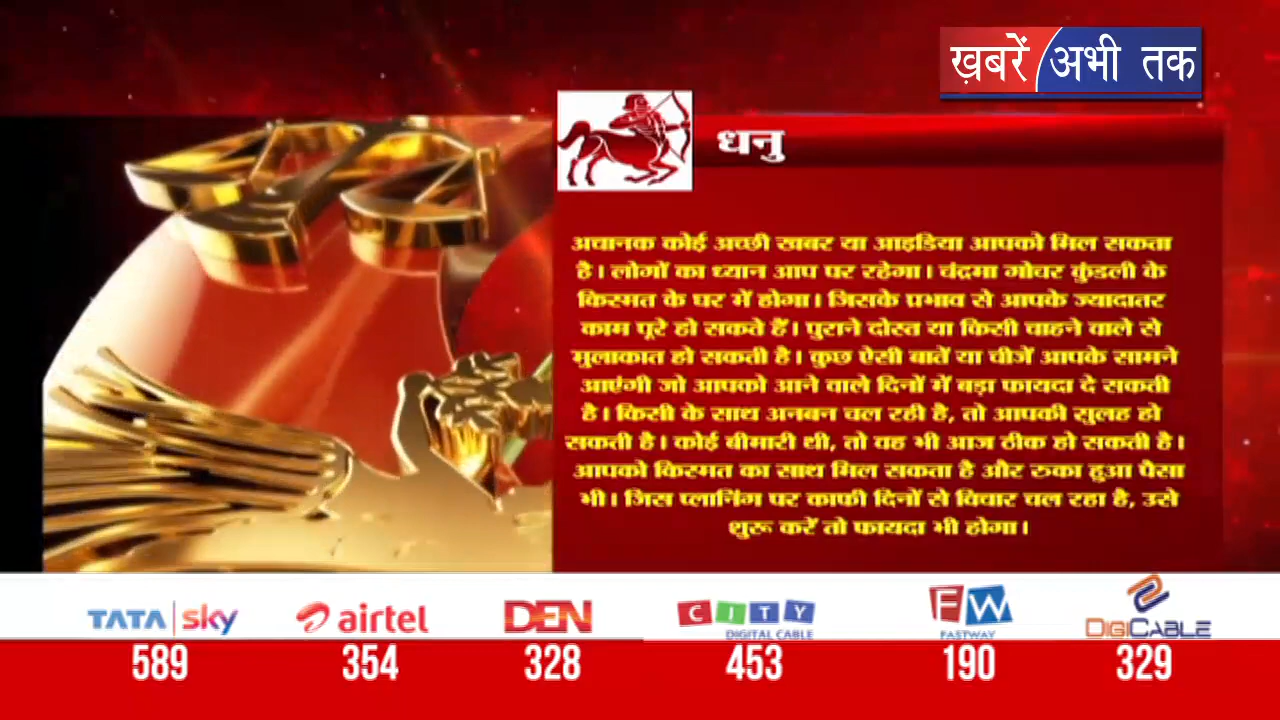 ख़बरें अभी तक
धनु
अचानक कोई अच्छी खबर या आइडिया आपको मिल सकता
है। लोगों का ध्यान आप पर रहेगा। चंद्रमा गोचर कुंडली के
किस्मत के घर में होगा। जिसके प्रभाव से आपके ज्यादातर
काम पूरे हो सकते हैं। पुराने दोस्त या किसी चाहने वाले से
मुलाकात हो सकती है। कुछ ऐसी बातें या चीजें आपके सामने
आएंगी जो आपको आने वाले दिनों में बड़ा फायदा दे सकती
है। किसी के साथ अनबन चल रही है, तो आपकी सुलह हो
सकती है। कोई बीमारी थी, तो वह भी आज ठीक हो सकती है।
आपको किस्मत का साथ मिल सकता है और रुका हुआ पैसा
भी। जिस प्लानिंग पर काफी दिनों से विचार चल रहा है, उसे
शुरू करें तो फायदा भी होगा।
TATA sky airtel DEN CITY DIGITAL CABLE FW FASTWAY DIGICABLE
589 354 328 453 190 329